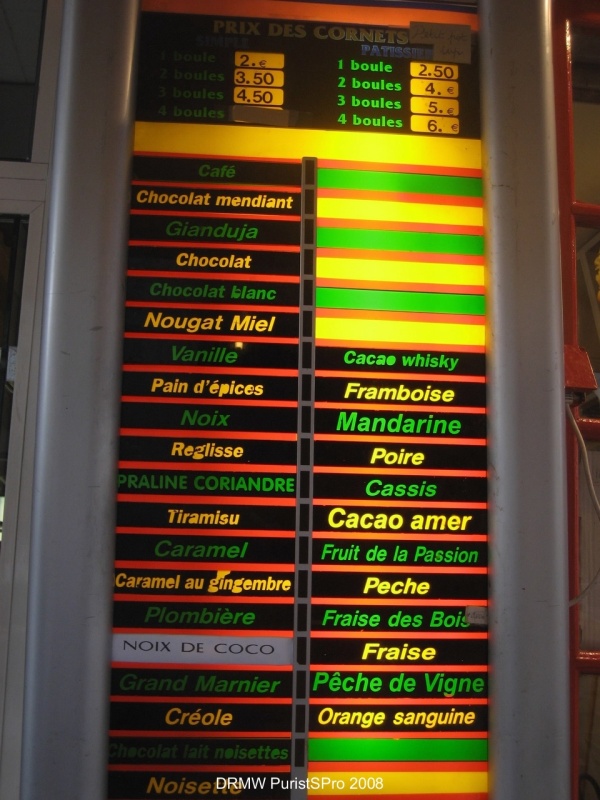 PRIX DES CORNETS
SIMPLE
1 boule 2.€
2 boules 3.50
3 boules 4.50
4 boules
PATISSIER
1 boule 2.50
2 boules 4.€
3 boules 5.€
4 boules 6.€
Café
Chocolat mendiant
Gianduja
Chocolat
Chocolat blanc
Nougat Miel
Vanille
Pain d'épices
Noix
Reglisse
PRALINE CORIANDRE
Tiramisu
Caramel
Caramel au gingembre
Plombière
NOIX DE COCO
Grand Marnier
Créole
Chocolat lait noisettes
Noisette
Cacao whisky
Framboise
Mandarine
Poire
Cassis
Cacao amer
Fruit de la Passion
Peche
Fraise des Bois
Fraise
Pêche de Vigne
Orange sanguine
DRMW PuristSPro 2008